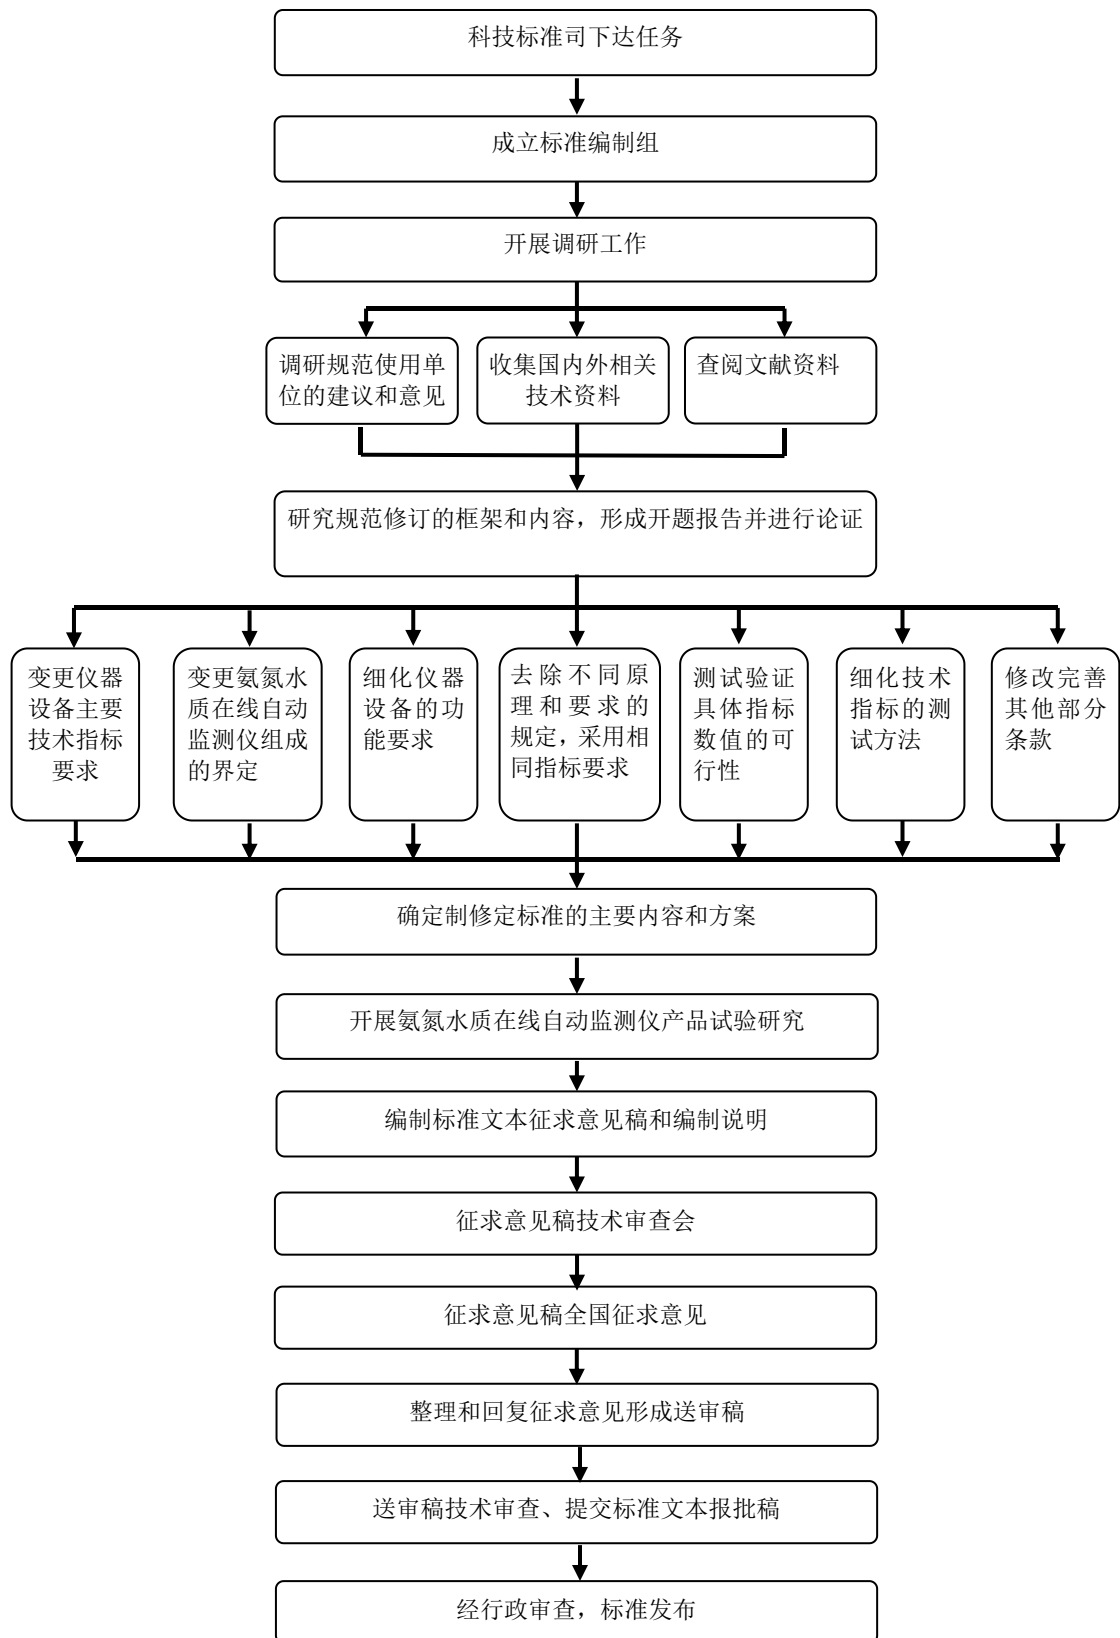 科技标准司下达任务
成立标准编制组
开展调研工作
调研规范使用单
位的建议和意见
收集国内外相关
技术资料
查阅文献资料
研究规范修订的框架和内容，形成开题报告并进行论证
变更仪器
设备主要
技术指标
要求
变更氨氮水
质在线自动
监测仪组成
的界定
细化仪器
设备的功
能要求
去除不同原
理和要求的
规定，采用相
同指标要求
测试验证
具体指标
数值的可
行性
细化技术
指标的测
试方法
修改完善
其他部分
条款
确定制修定标准的主要内容和方案
开展氨氮水质在线自动监测仪产品试验研究
编制标准文本征求意见稿和编制说明
征求意见稿技术审查会
征求意见稿全国征求意见
整理和回复征求意见形成送审稿
送审稿技术审查、提交标准文本报批稿
经行政审查，标准发布